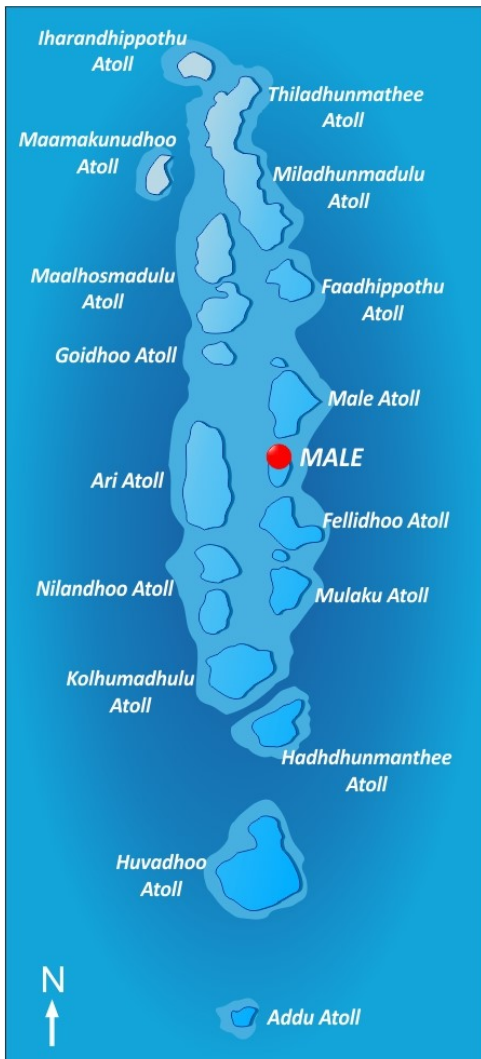 Iharandhippothu
Atoll
Thiladhunmathee
Atoll
Maamakunudhoo
Atoll
Miladhunmadulu
Atoll
Maalhosmadulu
Atoll
Faadhippothu
Atoll
Goidhoo Atoll
Male Atoll
MALE
Ari Atoll
Fellidhoo Atoll
Nilandhoo Atoll
Mulaku Atoll
Kolhumadhulu
Atoll
Hadhdhunmanthee
Atoll
Huvadhoo
Atoll
N
Addu Atoll